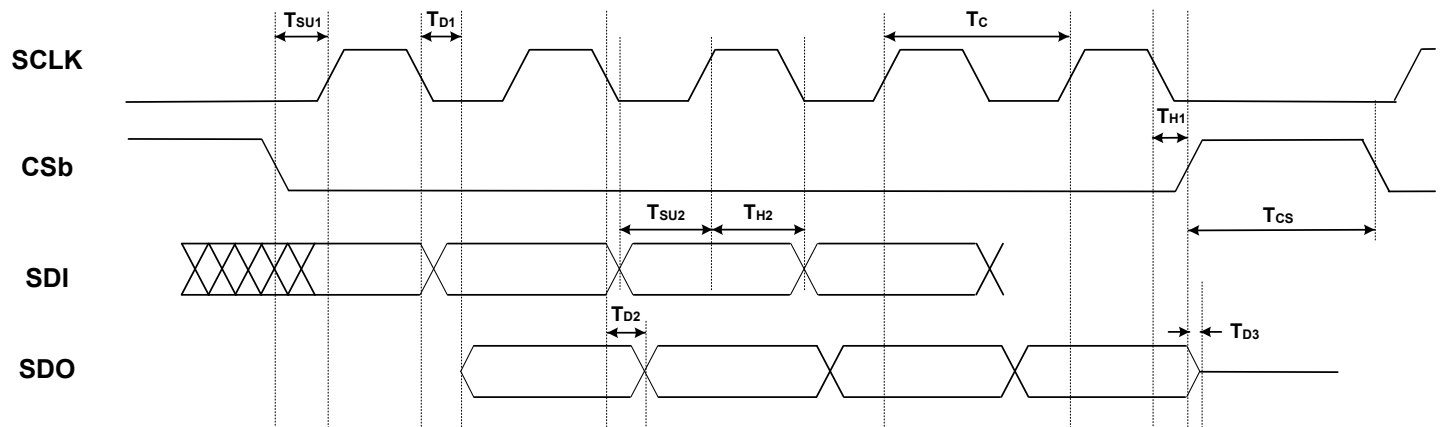 TSU1
TD1
TC
SCLK
TH1
CSb
TSU2
TH2
TCS
SDI
TD2
TD3
SDO